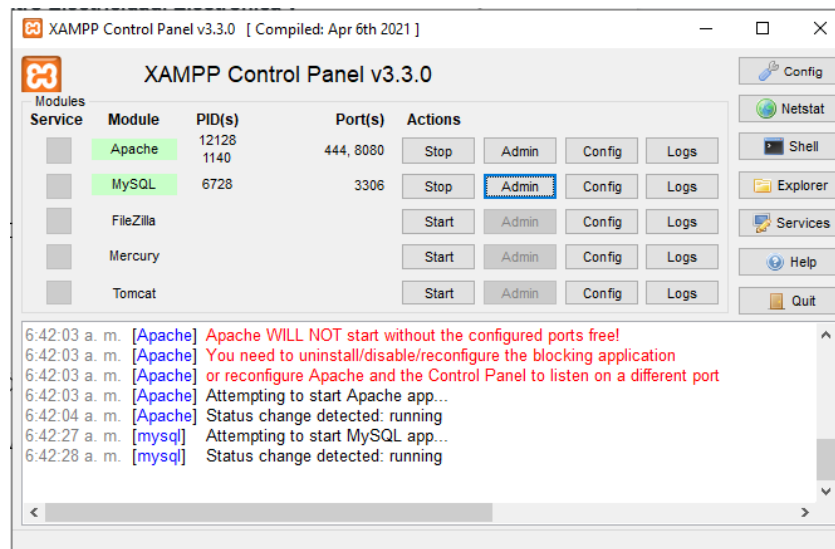 XAMPP Control Panel v3.3.0 [ Compiled: Apr 6th 2021 ]
XAMPP Control Panel v3.3.0
Config
Modules
Service Module PID(s) Port(s) Actions
Netstat
Apache 12128 1140 444, 8080 Stop Admin Config Logs
Shell
MySQL 6728 3306 Stop Admin Config Logs
Explorer
FileZilla Start Admin Config Logs
Services
Mercury Start Admin Config Logs
Help
Tomcat Start Admin Config Logs
Quit
6:42:03 a. m. [Apache] Apache WILL NOT start without the configured ports free!
6:42:03 a. m. [Apache] You need to uninstall/disable/reconfigure the blocking application
6:42:03 a. m. [Apache] or reconfigure Apache and the Control Panel to listen on a different port
6:42:03 a. m. [Apache] Attempting to start Apache app...
6:42:04 a. m. [Apache] Status change detected: running
6:42:27 a. m. [mysql] Attempting to start MySQL app...
6:42:28 a. m. [mysql] Status change detected: running